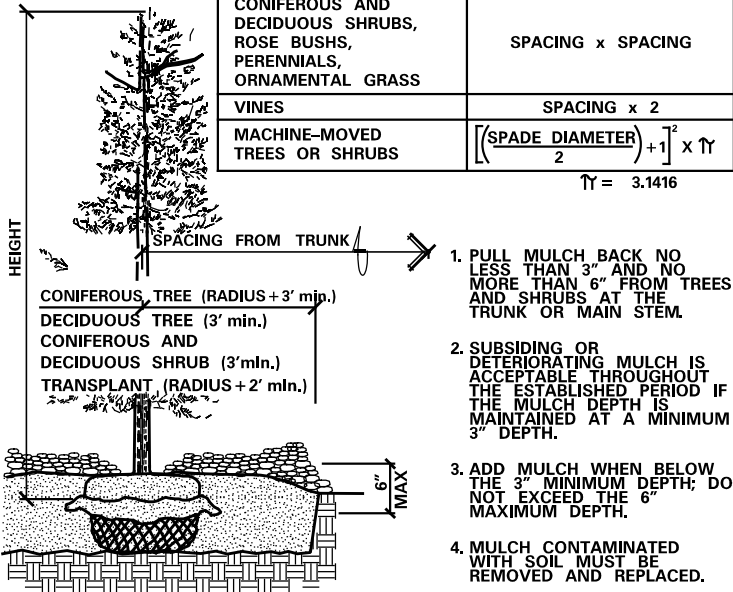 CONIFEROUS AND
DECIDUOUS SHRUBS,
ROSE BUSHS,
PERENNIALS,
ORNAMENTAL GRASS
SPACING x SPACING
VINES
SPACING x 2
MACHINE–MOVED
TREES OR SHRUBS
[(SPADE DIAMETER/2)+1]² X π
π = 3.1416
HEIGHT
SPACING FROM TRUNK
CONIFEROUS TREE (RADIUS+3' min.)
DECIDUOUS TREE (3' min.)
CONIFEROUS AND
DECIDUOUS SHRUB (3'mIn.)
TRANSPLANT (RADIUS+2' mIn.)
6"
MAX
1. PULL MULCH BACK NO
LESS THAN 3" AND NO
MORE THAN 6" FROM TREES
AND SHRUBS AT THE
TRUNK OR MAIN STEM.
2. SUBSIDING OR
DETERIORATING MULCH IS
ACCEPTABLE THROUGHOUT
THE ESTABLISHED PERIOD IF
THE MULCH DEPTH IS
MAINTAINED AT A MINIMUM
3" DEPTH.
3. ADD MULCH WHEN BELOW
THE 3" MINIMUM DEPTH; DO
NOT EXCEED THE 6"
MAXIMUM DEPTH.
4. MULCH CONTAMINATED
WITH SOIL MUST BE
REMOVED AND REPLACED.